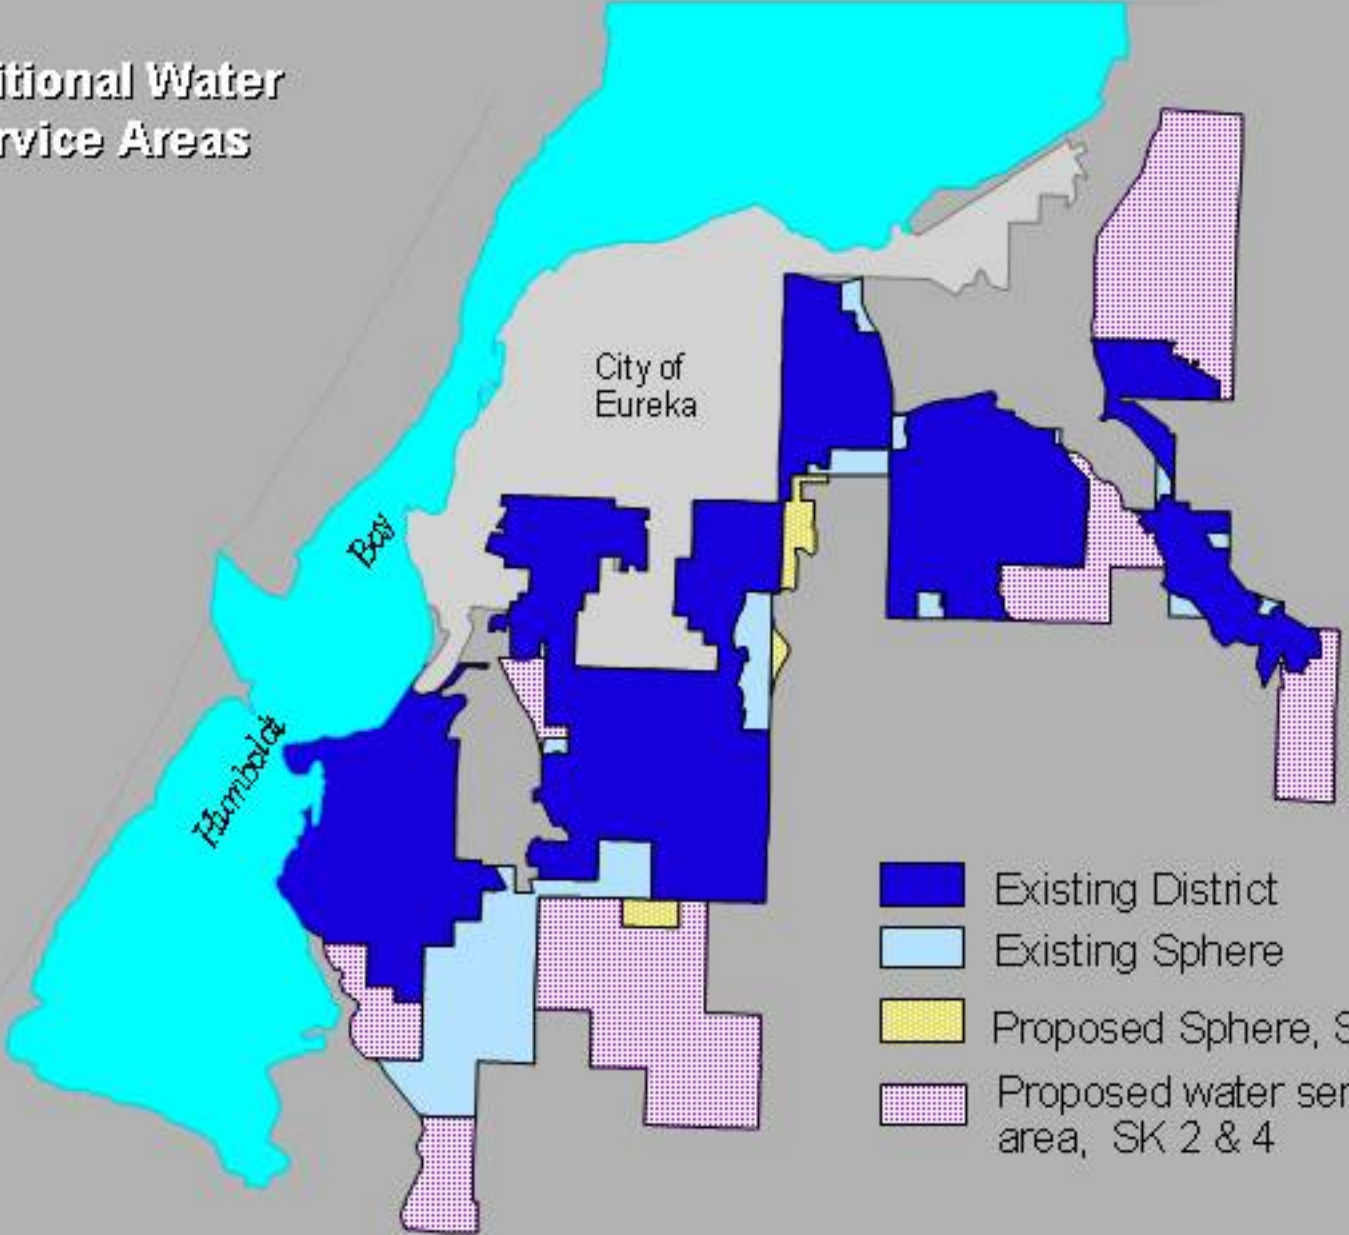 itional Water
rvice Areas
City of
Eureka
Bay
Humboldt
Existing District
Existing Sphere
Proposed Sphere, S
Proposed water ser
area, SK 2 & 4